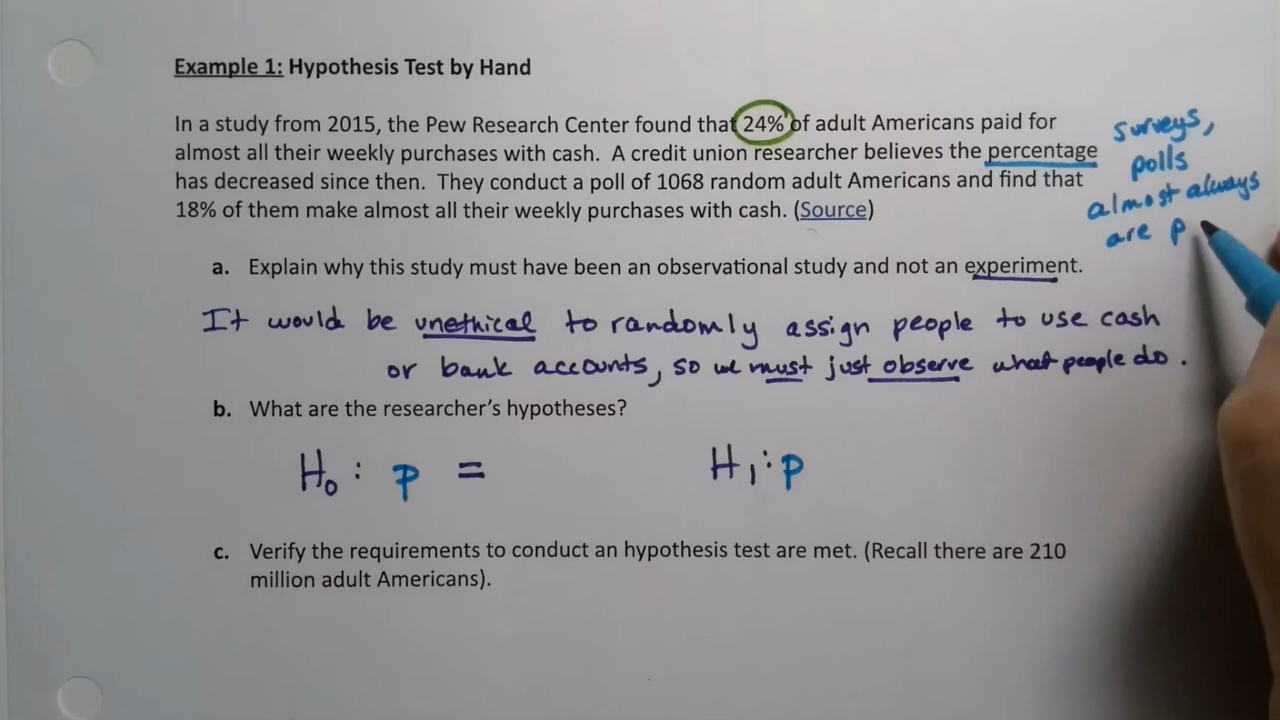 Example 1: Hypothesis Test by Hand
In a study from 2015, the Pew Research Center found that 24% of adult Americans paid for
almost all their weekly purchases with cash. A credit union researcher believes the percentage
has decreased since then. They conduct a poll of 1068 random adult Americans and find that
18% of them make almost all their weekly purchases with cash. (Source)
surveys,
polls
almost always
are p
a. Explain why this study must have been an observational study and not an experiment.
It would be unethical to randomly assign people to use cash
or bank accounts, so we must just observe what people do.
b. What are the researcher's hypotheses?
H₀ : p =
H₁ : p
c. Verify the requirements to conduct an hypothesis test are met. (Recall there are 210
million adult Americans).